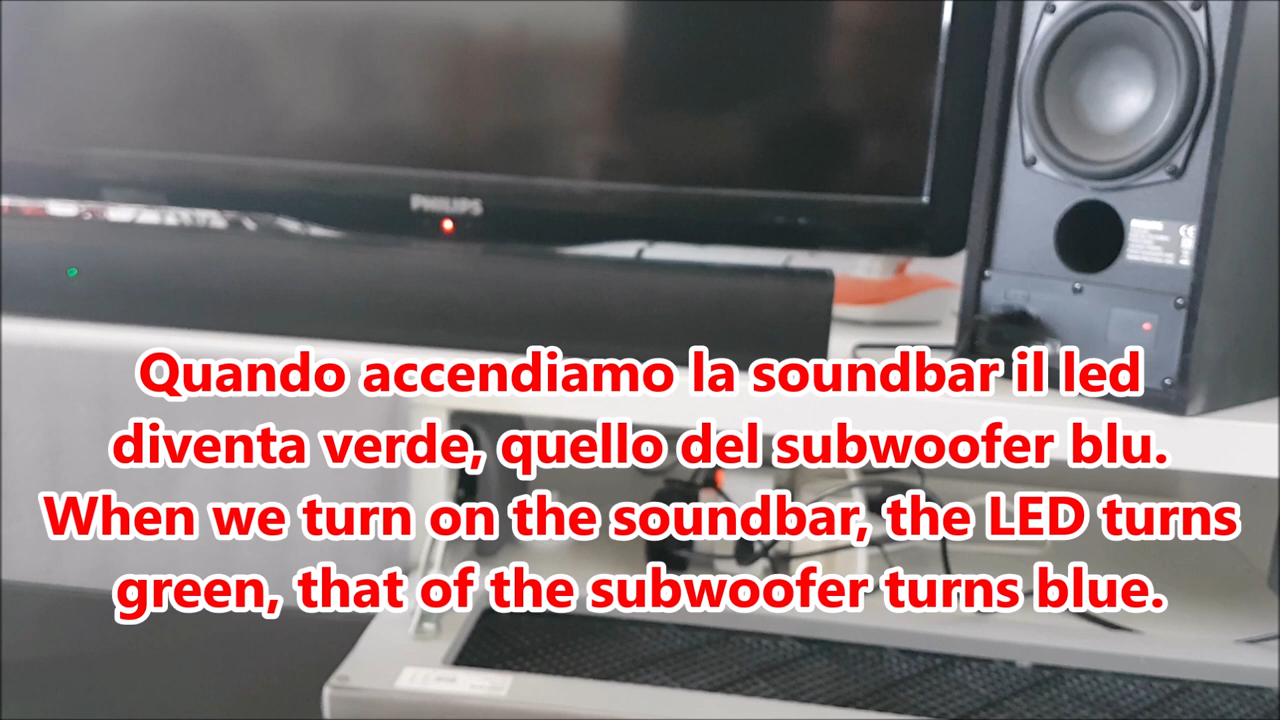 PHILIPS
Quando accendiamo la soundbar il led
diventa verde, quello del subwoofer blu.
When we turn on the soundbar, the LED turns
green, that of the subwoofer turns blue.